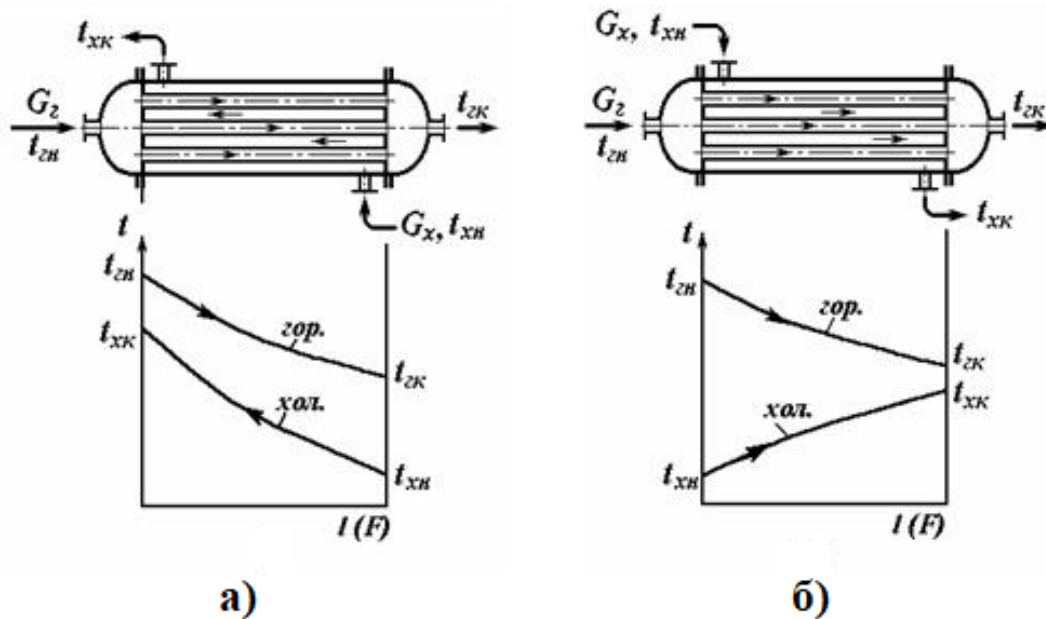 t_хк
G_х, t_хн
G_г
t_гн
t_гк
G_г
t_гн
t_гк
G_х, t_хн
t_хк
t
t_гн
t_хк
гор.
t_гк
хол.
t_хн
l (F)
t
t_гн
гор.
t_гк
t_хк
хол.
t_хн
l (F)
а)
б)